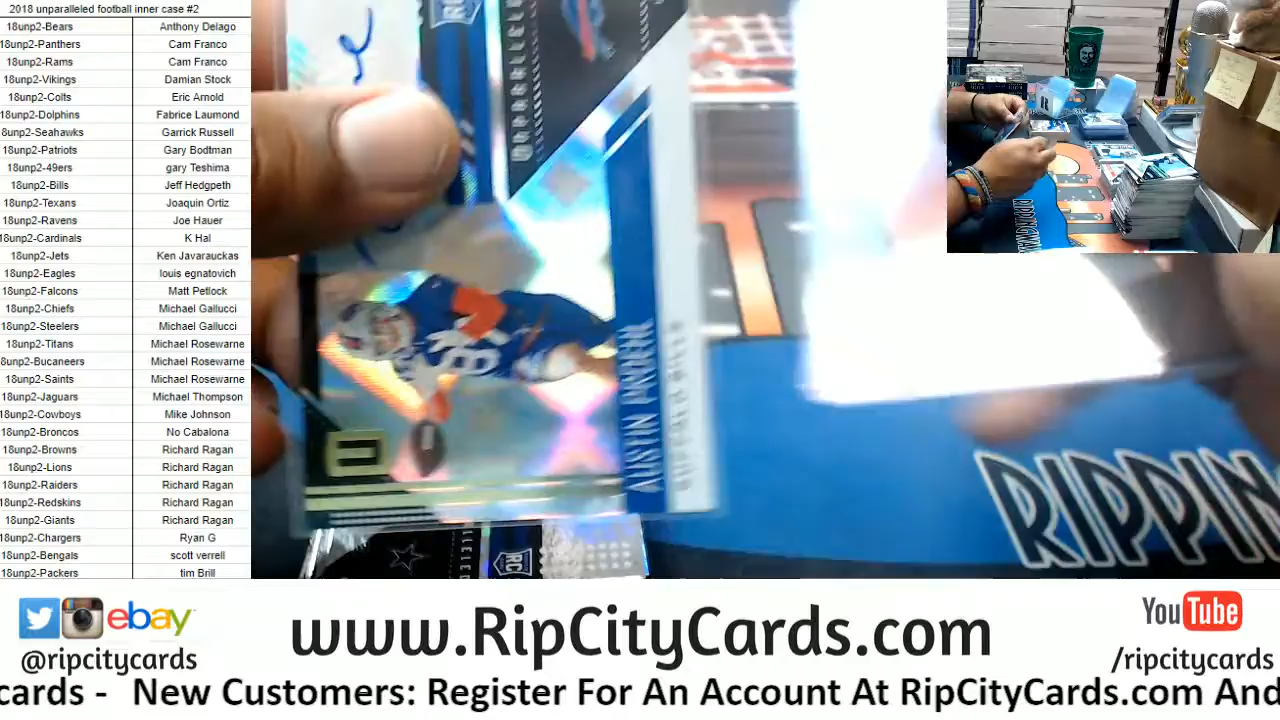 2018 unparalleled football inner case #2
18unp2-Bears Anthony Delago
18unp2-Panthers Cam Franco
18unp2-Rams Cam Franco
18unp2-Vikings Damian Stock
18unp2-Colts Eric Arnold
18unp2-Dolphins Fabrice Laumond
8unp2-Seahawks Garrick Russell
18unp2-Patriots Gary Bodtman
18unp2-49ers gary Teshima
18unp2-Bills Jeff Hedgpeth
18unp2-Texans Joaquin Ortiz
18unp2-Ravens Joe Hauer
18unp2-Cardinals K Hal
18unp2-Jets Ken Javarauckas
18unp2-Eagles louis egnatovich
18unp2-Falcons Matt Petlock
18unp2-Chiefs Michael Gallucci
18unp2-Steelers Michael Gallucci
18unp2-Titans Michael Rosewarne
8unp2-Bucaneers Michael Rosewarne
18unp2-Saints Michael Rosewarne
18unp2-Jaguars Michael Thompson
18unp2-Cowboys Mike Johnson
18unp2-Broncos No Cabalona
18unp2-Browns Richard Ragan
18unp2-Lions Richard Ragan
18unp2-Raiders Richard Ragan
18unp2-Redskins Richard Ragan
18unp2-Giants Richard Ragan
18unp2-Chargers Ryan G
18unp2-Bengals scott verrell
18unp2-Packers tim Brill
AUSTIN PROEHL
BUFFALO BILLS
RC
RC
RIPPIN
ebay
@ripcitycards
www.RipCityCards.com
YouTube
/ripcitycards
cards - New Customers: Register For An Account At RipCityCards.com And